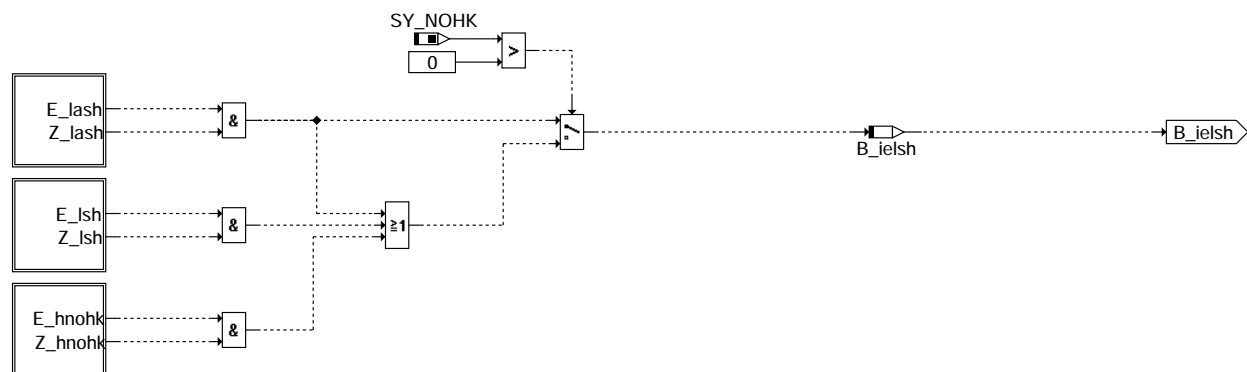 SY_NOHK
0
>
E_lash
Z_lash
&
B_ielsh
B_ielsh
E_lsh
Z_lsh
&
≧1
E_hnohk
Z_hnohk
&